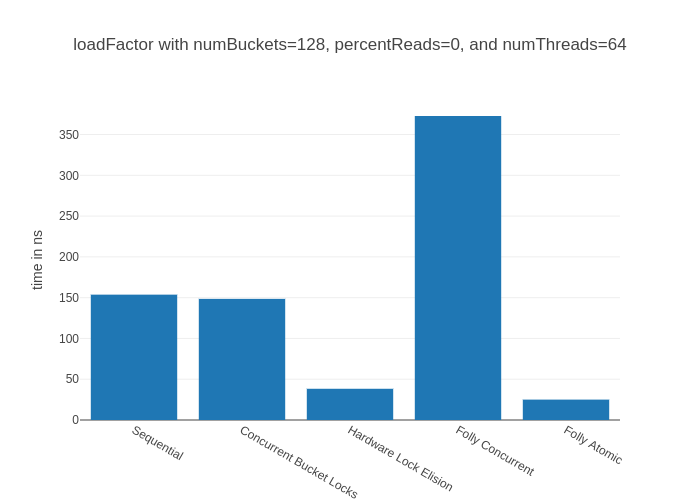 loadFactor with numBuckets=128, percentReads=0, and numThreads=64
time in ns
350
300
250
200
150
100
50
0
Sequential
Concurrent Bucket Locks
Hardware Lock Elision
Folly Concurrent
Folly Atomic